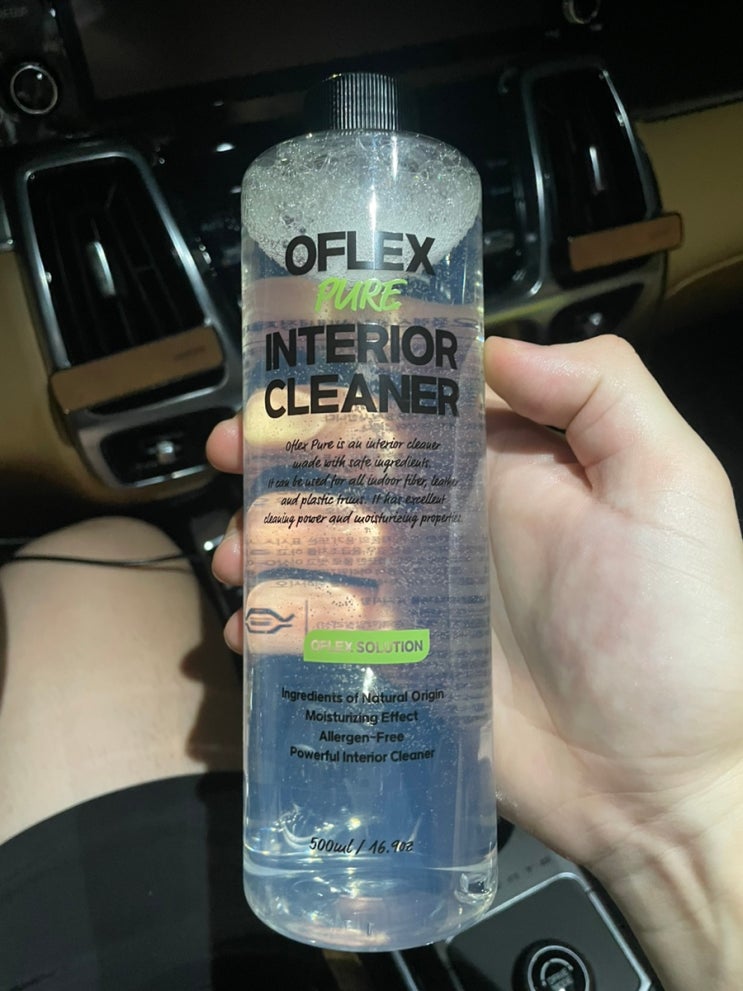 OFLEX
PURE
INTERIOR
CLEANER
Oflex Pure is an interior cleaner
made with safe ingredients.
It can be used for all indoor fiber, leather
and plastic trims. It has excellent
cleaning power and moisturizing properties.
OFLEX SOLUTION
Ingredients of Natural Origin
Moisturizing Effect
Allergen-Free
Powerful Interior Cleaner
500ml / 16.9oz